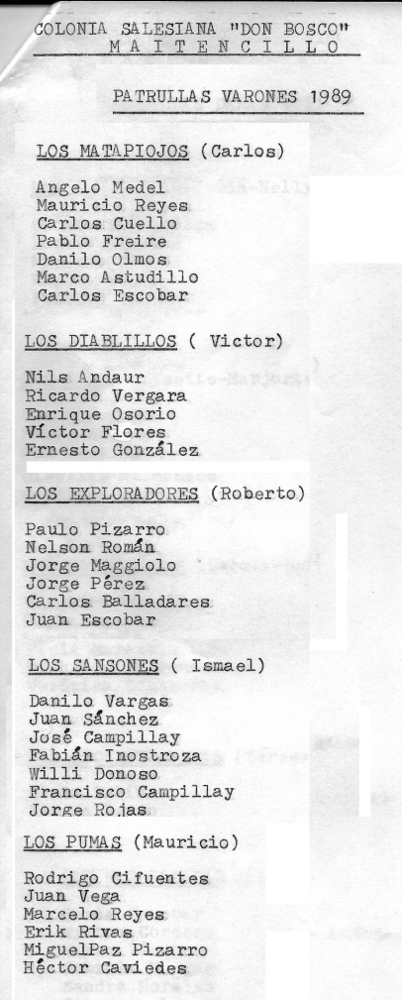 COLONIA SALESIANA "DON BOSCO"
M A I T E N C I L L O
PATRULLAS VARONES 1989
LOS MATAPIOJOS (Carlos)
Angelo Medel
Mauricio Reyes
Carlos Cuello
Pablo Freire
Danilo Olmos
Marco Astudillo
Carlos Escobar
LOS DIABLILLOS ( Victor)
Nils Andaur
Ricardo Vergara
Enrique Osorio
Víctor Flores
Ernesto González
LOS EXPLORADORES (Roberto)
Paulo Pizarro
Nelson Román
Jorge Maggiolo
Jorge Pérez
Carlos Balladares
Juan Escobar
LOS SANSONES ( Ismael)
Danilo Vargas
Juan Sánchez
José Campillay
Fabián Inostroza
Willi Donoso
Francisco Campillay
Jorge Rojas
LOS PUMAS (Mauricio)
Rodrigo Cifuentes
Juan Vega
Marcelo Reyes
Erik Rivas
MiguelPaz Pizarro
Héctor Caviedes